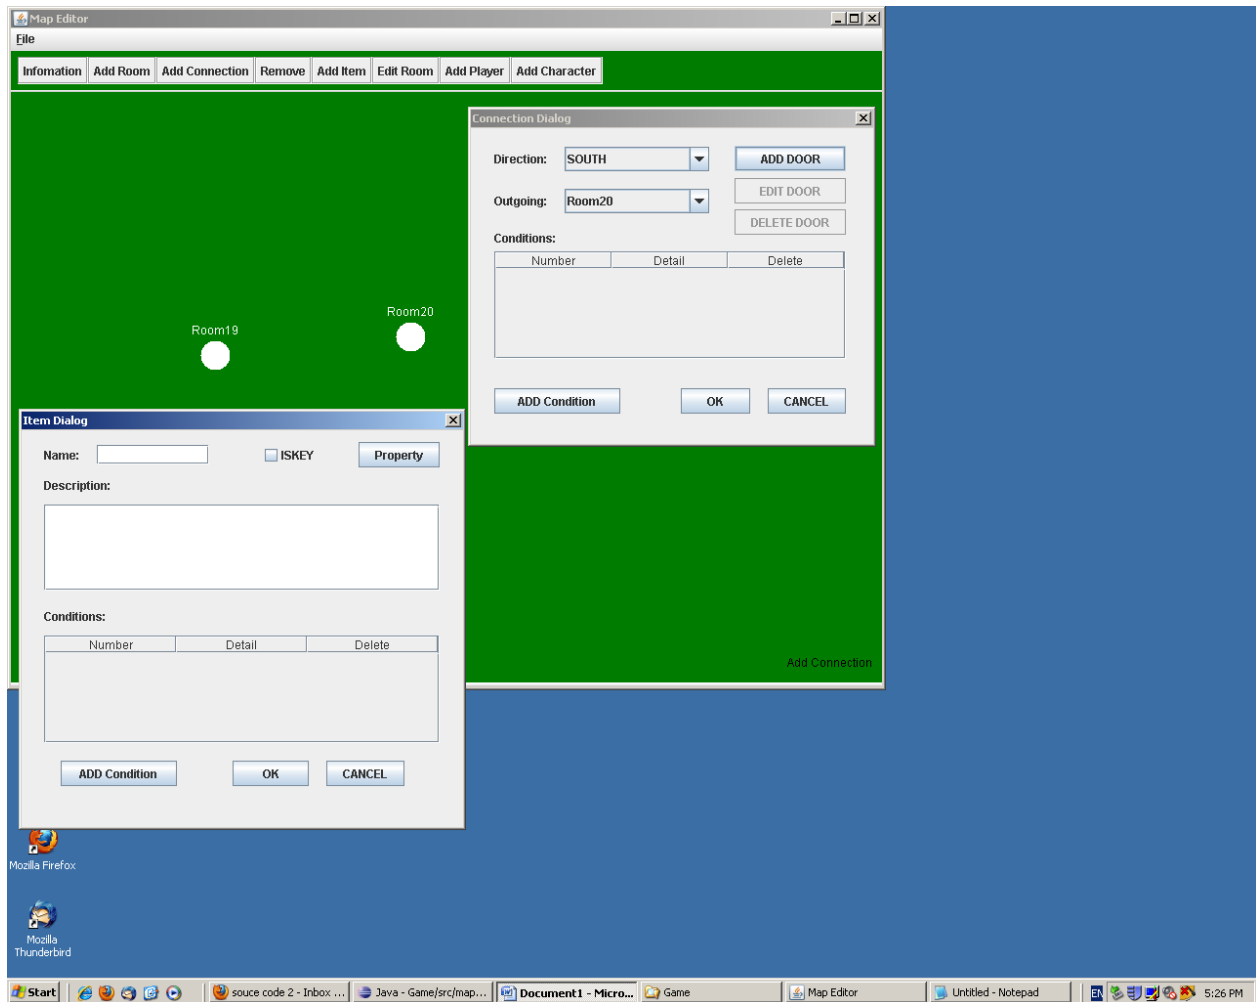 Map Editor
File
Infomation Add Room Add Connection Remove Add Item Edit Room Add Player Add Character
Connection Dialog
Direction: SOUTH ADD DOOR
EDIT DOOR
Outgoing: Room20
DELETE DOOR
Conditions:
Number Detail Delete
ADD Condition OK CANCEL
Room20
Room19
Item Dialog
Name: ISKEY Property
Description:
Conditions:
Number Detail Delete
ADD Condition OK CANCEL
Add Connection
Mozilla Firefox
Mozilla
Thunderbird
Start souce code 2 - Inbox ... Java - Game/src/map... Document1 - Micro... Game Map Editor Untitled - Notepad EN 5:26 PM